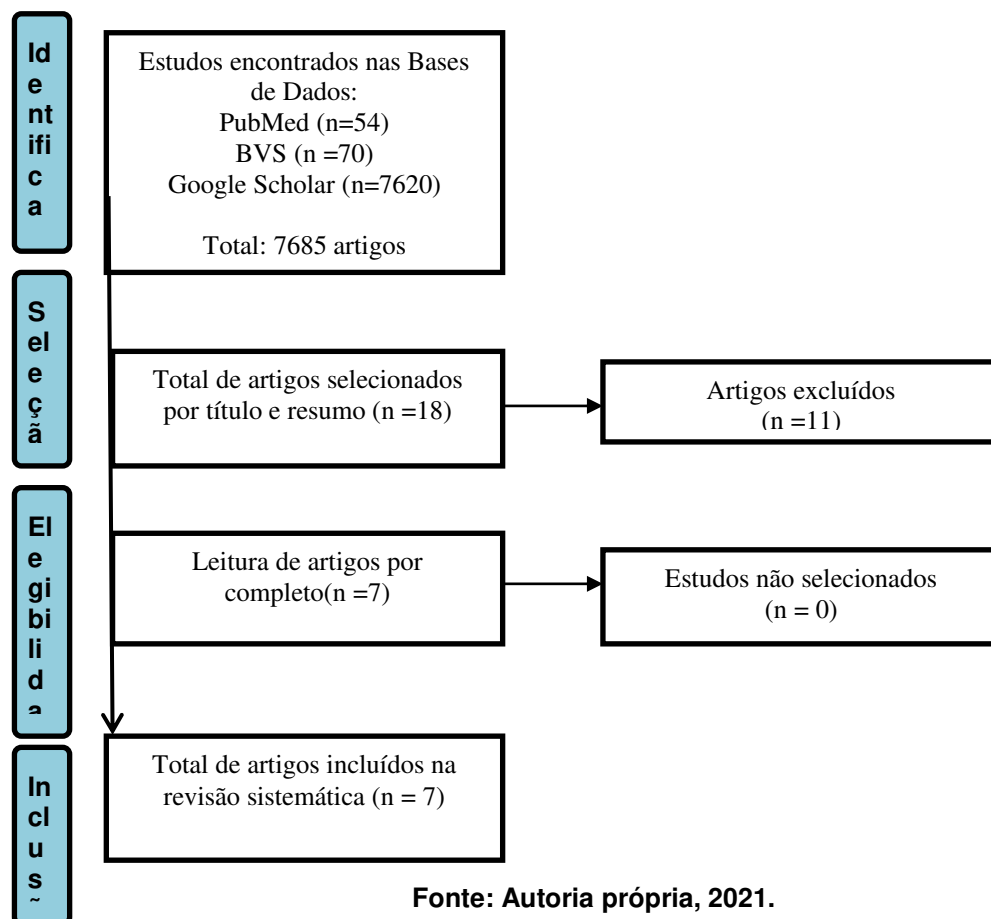 Id
e
nt
ifi
c
a
Estudos encontrados nas Bases
de Dados:
PubMed (n=54)
BVS (n =70)
Google Scholar (n=7620)
Total: 7685 artigos
S
el
e
ç
ã
Total de artigos selecionados
por título e resumo (n =18)
Artigos excluídos
(n =11)
El
e
gi
bi
li
d
a
Leitura de artigos por
completo(n =7)
Estudos não selecionados
(n = 0)
In
cl
u
s
~
Total de artigos incluídos na
revisão sistemática (n = 7)
Fonte: Autoria própria, 2021.